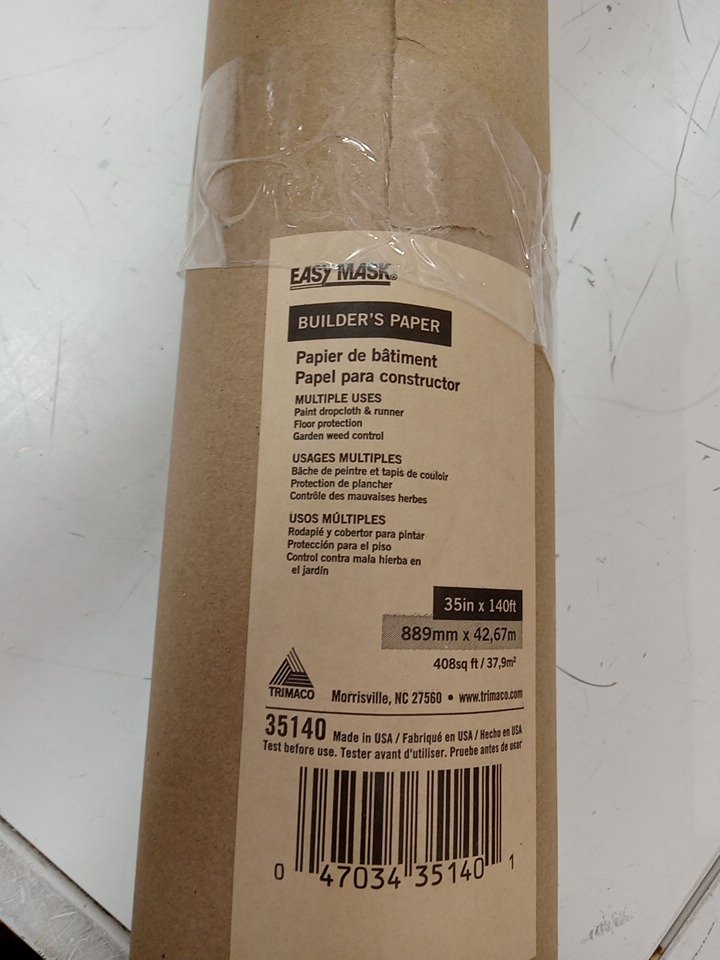 EASY MASK®
BUILDER'S PAPER
Papier de bâtiment
Papel para constructor
MULTIPLE USES
Paint dropcloth & runner
Floor protection
Garden weed control
USAGES MULTIPLES
Bâche de peintre et tapis de couloir
Protection de plancher
Contrôle des mauvaises herbes
USOS MÚLTIPLES
Rodapié y cobertor para pintar
Protección para el piso
Control contra mala hierba en
el jardín
35in x 140ft
889mm x 42,67m
408sq ft / 37,9m²
TRIMACO
Morrisville, NC 27560 • www.trimaco.com
35140 Made in USA / Fabriqué en USA / Hecho en USA
Test before use. Tester avant d'utiliser. Pruebe antes de usar
0 47034 35140 1